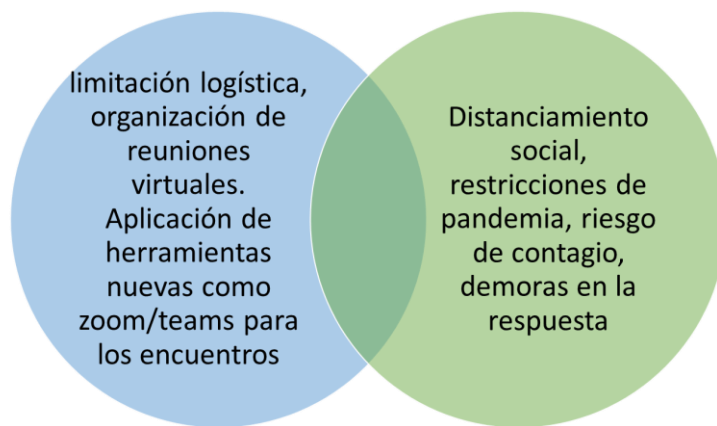 limitación logística,
organización de
reuniones
virtuales.
Aplicación de
herramientas
nuevas como
zoom/teams para
los encuentros
Distanciamiento
social,
restricciones de
pandemia, riesgo
de contagio,
demoras en la
respuesta